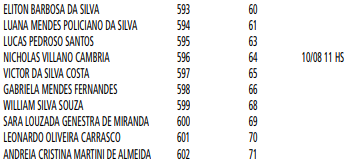 ELITON BARBOSA DA SILVA 593 60
LUANA MENDES POLICIANO DA SILVA 594 61
LUCAS PEDROSO SANTOS 595 63
NICHOLAS VILLANO CAMBRIA 596 64 10/08 11 HS
VICTOR DA SILVA COSTA 597 65
GABRIELA MENDES FERNANDES 598 66
WILLIAM SILVA SOUZA 599 68
SARA LOUZADA GENESTRA DE MIRANDA 600 69
LEONARDO OLIVEIRA CARRASCO 601 70
ANDREIA CRISTINA MARTINI DE ALMEIDA 602 71